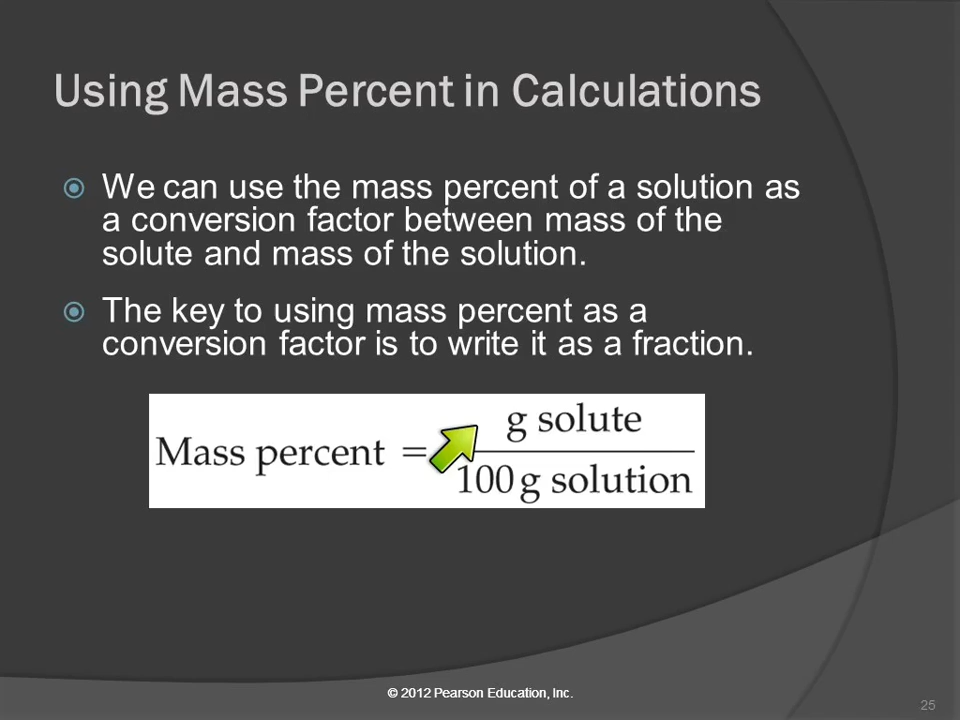 Using Mass Percent in Calculations
We can use the mass percent of a solution as
a conversion factor between mass of the
solute and mass of the solution.
The key to using mass percent as a
conversion factor is to write it as a fraction.
g solute
Mass percent =
100 g solution
© 2012 Pearson Education, Inc.
25